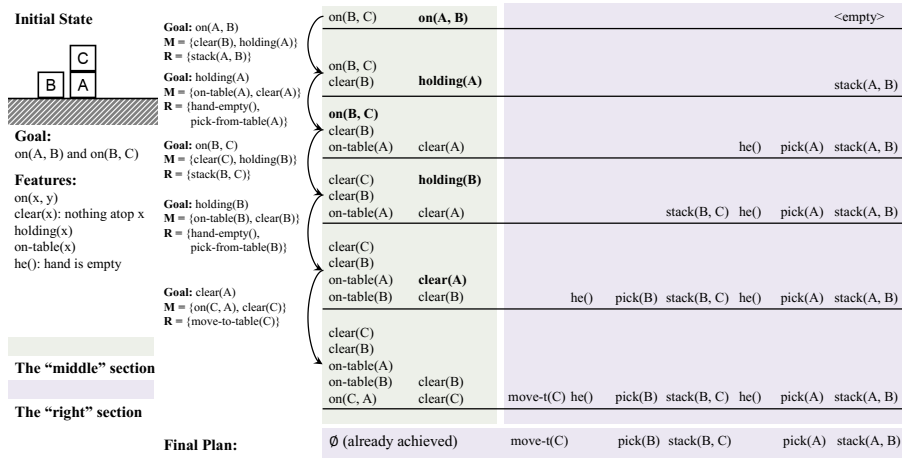 Initial State
C
B A
Goal:
on(A, B) and on(B, C)
Features:
on(x, y)
clear(x): nothing atop x
holding(x)
on-table(x)
he(): hand is empty
The “middle” section
The “right” section
Goal: on(A, B)
M = {clear(B), holding(A)}
R = {stack(A, B)}
Goal: holding(A)
M = {on-table(A), clear(A)}
R = {hand-empty(),
pick-from-table(A)}
Goal: on(B, C)
M = {clear(C), holding(B)}
R = {stack(B, C)}
Goal: holding(B)
M = {on-table(B), clear(B)}
R = {hand-empty(),
pick-from-table(B)}
Goal: clear(A)
M = {on(C, A), clear(C)}
R = {move-to-table(C)}
on(B, C) on(A, B) <empty>
on(B, C)
clear(B) holding(A) stack(A, B)
on(B, C)
clear(B)
on-table(A) clear(A) he() pick(A) stack(A, B)
clear(C) holding(B)
clear(B)
on-table(A) clear(A) stack(B, C) he() pick(A) stack(A, B)
clear(C)
clear(B)
on-table(A) clear(A)
on-table(B) clear(B) he() pick(B) stack(B, C) he() pick(A) stack(A, B)
clear(C)
clear(B)
on-table(A)
on-table(B) clear(B)
on(C, A) clear(C) move-t(C) he() pick(B) stack(B, C) he() pick(A) stack(A, B)
Final Plan: ∅ (already achieved) move-t(C) pick(B) stack(B, C) pick(A) stack(A, B)